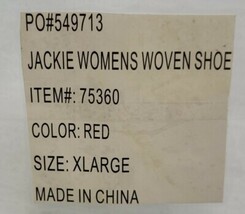 PO#549713
JACKIE WOMENS WOVEN SHOE
ITEM#: 75360
COLOR: RED
SIZE: XLARGE
MADE IN CHINA